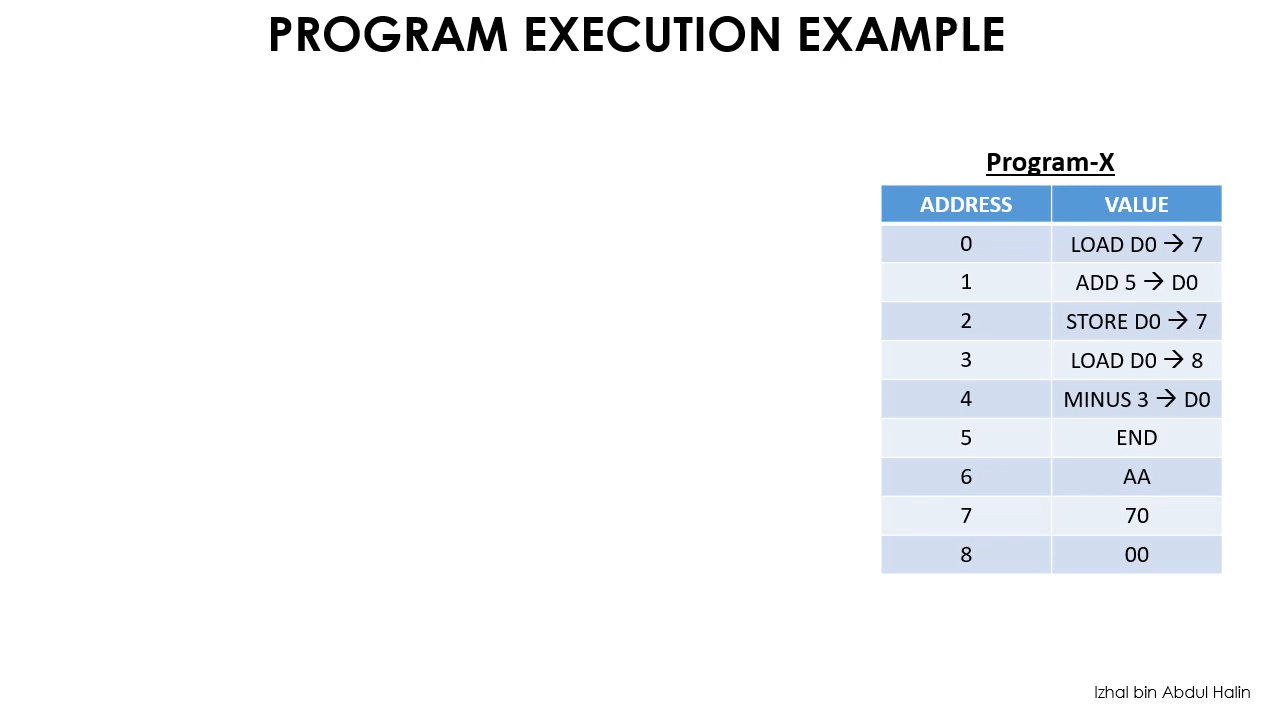 PROGRAM EXECUTION EXAMPLE
Program-X
ADDRESS VALUE
0 LOAD D0 → 7
1 ADD 5 → D0
2 STORE D0 → 7
3 LOAD D0 → 8
4 MINUS 3 → D0
5 END
6 AA
7 70
8 00
Izhal bin Abdul Halin